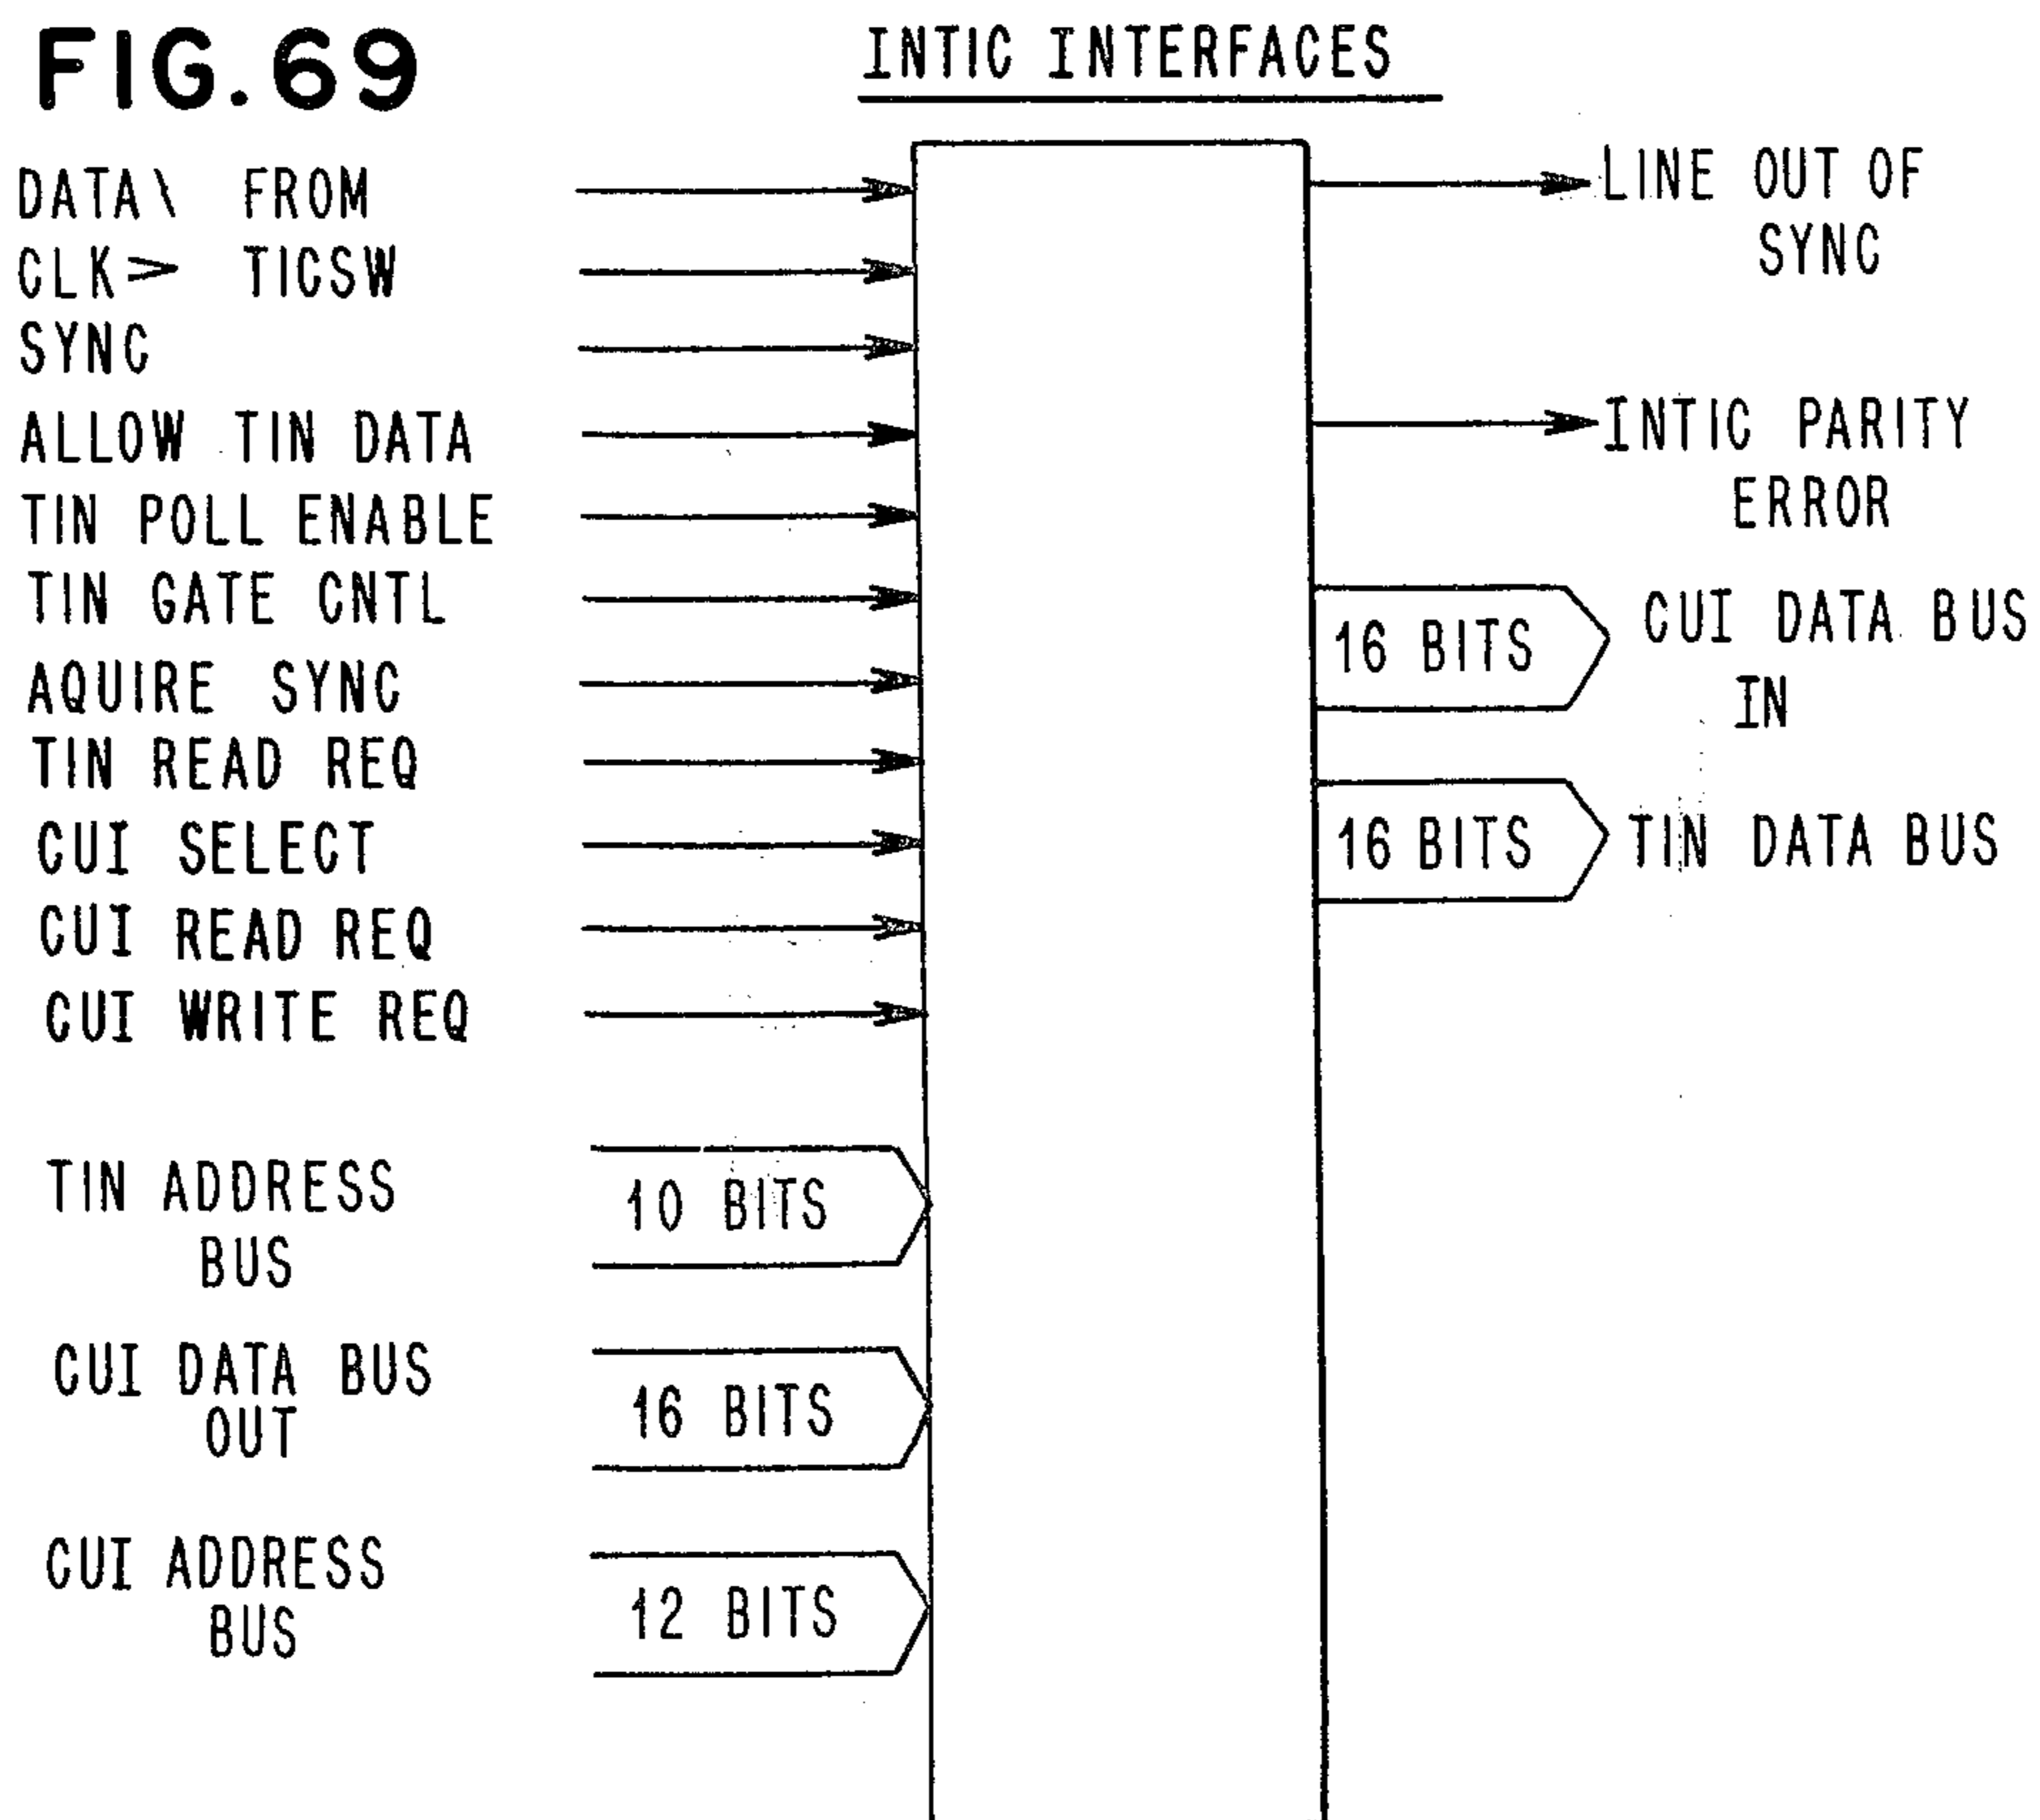 FIG.69
INTIC INTERFACES
DATA\ FROM
CLK> TICSW
SYNC
ALLOW TIN DATA
TIN POLL ENABLE
TIN GATE CNTL
AQUIRE SYNC
TIN READ REQ
CUI SELECT
CUI READ REQ
CUI WRITE REQ
TIN ADDRESS
BUS
10 BITS
CUI DATA BUS
OUT
16 BITS
CUI ADDRESS
BUS
12 BITS
LINE OUT OF
SYNC
INTIC PARITY
ERROR
16 BITS
CUI DATA BUS
IN
16 BITS
TIN DATA BUS